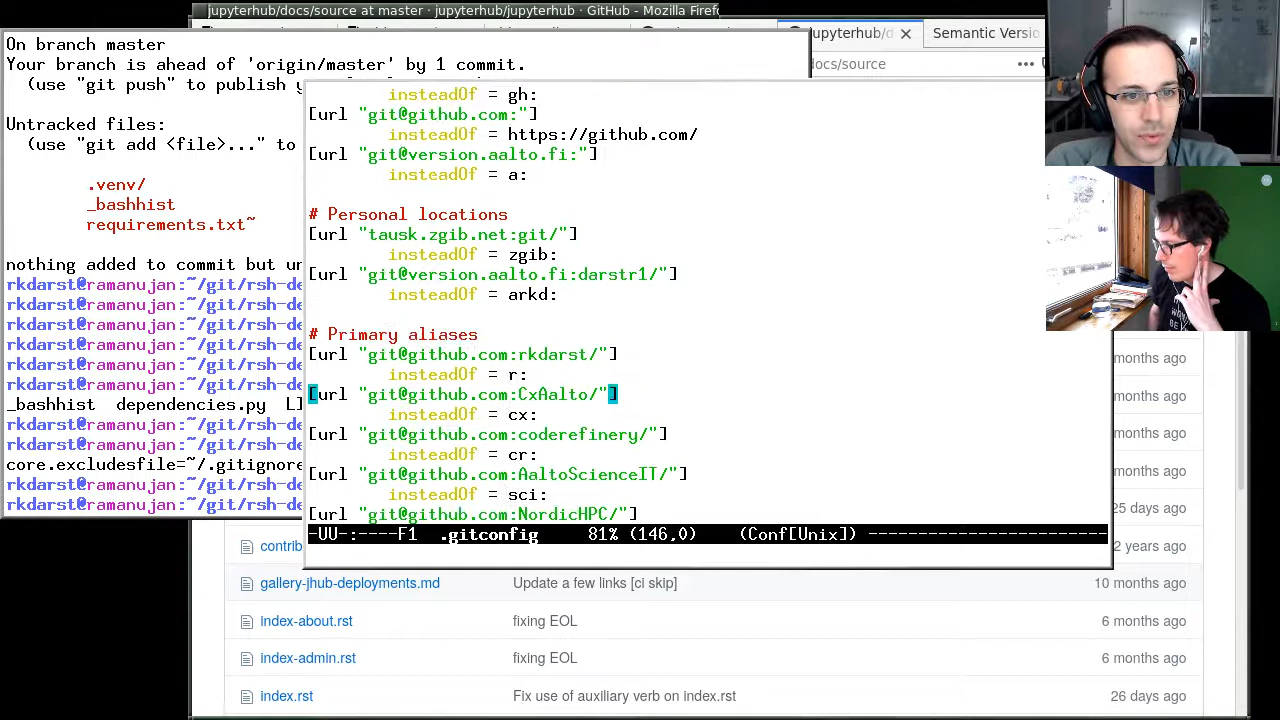 jupyterhub/docs/source at master · jupyterhub/jupyterhub · GitHub - Mozilla Firef
jupyterhub/d
Semantic Versio
docs/source
On branch master
Your branch is ahead of 'origin/master' by 1 commit.
(use "git push" to publish y
Untracked files:
(use "git add <file>..." to
.venv/
_bashhist
requirements.txt~
nothing added to commit but un
rkdarst@ramanujan:~/git/rsh-de
rkdarst@ramanujan:~/git/rsh-de
rkdarst@ramanujan:~/git/rsh-de
rkdarst@ramanujan:~/git/rsh-de
rkdarst@ramanujan:~/git/rsh-de
rkdarst@ramanujan:~/git/rsh-de
_bashhist dependencies.py
rkdarst@ramanujan:~/git/rsh-de
rkdarst@ramanujan:~/git/rsh-de
core.excludesfile=~/.gitignore
rkdarst@ramanujan:~/git/rsh-de
rkdarst@ramanujan:~/git/rsh-de
insteadOf = gh:
[url "git@github.com:"]
insteadOf = https://github.com/
[url "git@version.aalto.fi:"]
insteadOf = a:
# Personal locations
[url "tausk.zgib.net:git/"]
insteadOf = zgib:
[url "git@version.aalto.fi:darstr1/"]
insteadOf = arkd:
# Primary aliases
[url "git@github.com:rkdarst/"]
insteadOf = r:
[url "git@github.com:CxAalto/"]
insteadOf = cx:
[url "git@github.com:coderefinery/"]
insteadOf = cr:
[url "git@github.com:AaltoScienceIT/"]
insteadOf = sci:
[url "git@github.com:NordicHPC/"]
-UU-:----F1 .gitconfig 81% (146,0) (Conf[Unix]) ------------------------
months ago
months ago
months ago
months ago
25 days ago
contrib
2 years ago
gallery-jhub-deployments.md Update a few links [ci skip] 10 months ago
index-about.rst fixing EOL 6 months ago
index-admin.rst fixing EOL 6 months ago
index.rst Fix use of auxiliary verb on index.rst 26 days ago